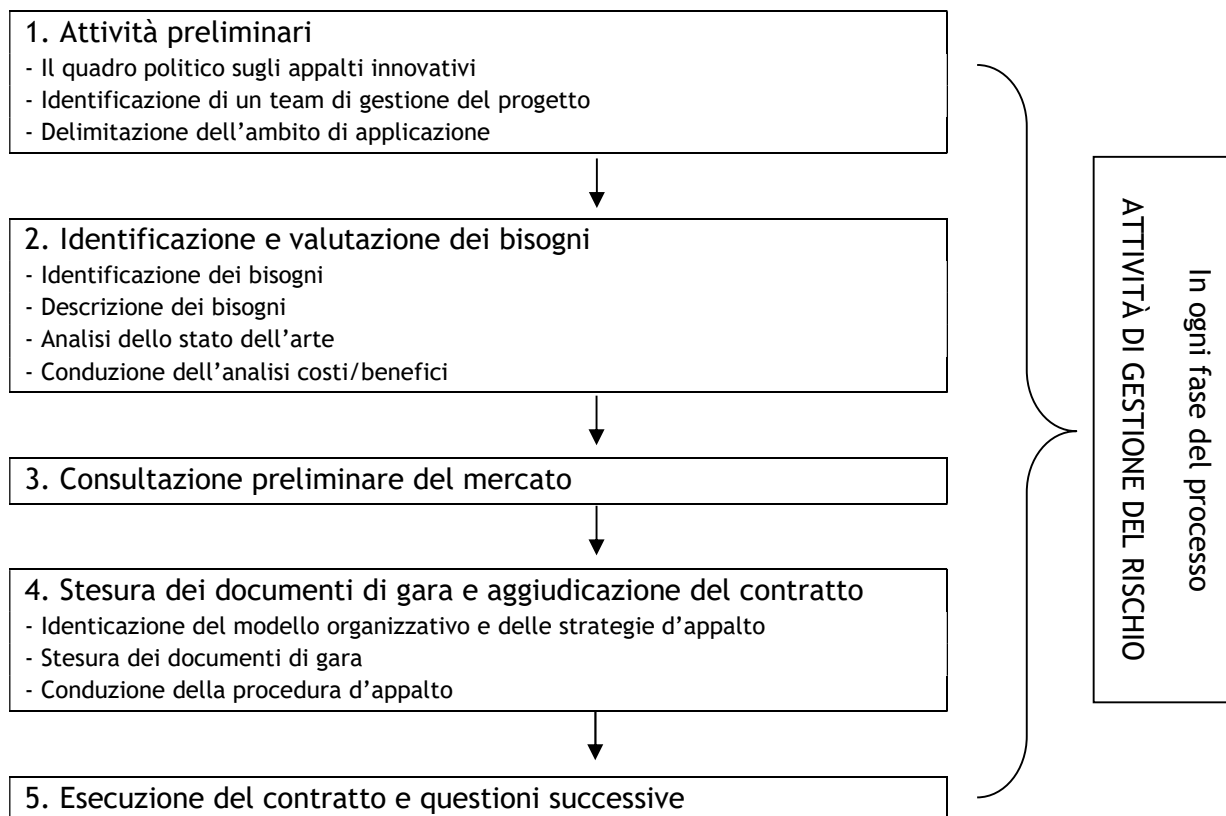 1. Attività preliminari
- Il quadro politico sugli appalti innovativi
- Identificazione di un team di gestione del progetto
- Delimitazione dell’ambito di applicazione
2. Identificazione e valutazione dei bisogni
- Identificazione dei bisogni
- Descrizione dei bisogni
- Analisi dello stato dell’arte
- Conduzione dell’analisi costi/benefici
3. Consultazione preliminare del mercato
4. Stesura dei documenti di gara e aggiudicazione del contratto
- Identicazione del modello organizzativo e delle strategie d’appalto
- Stesura dei documenti di gara
- Conduzione della procedura d’appalto
5. Esecuzione del contratto e questioni successive
In ogni fase del processo
ATTIVITÀ DI GESTIONE DEL RISCHIO